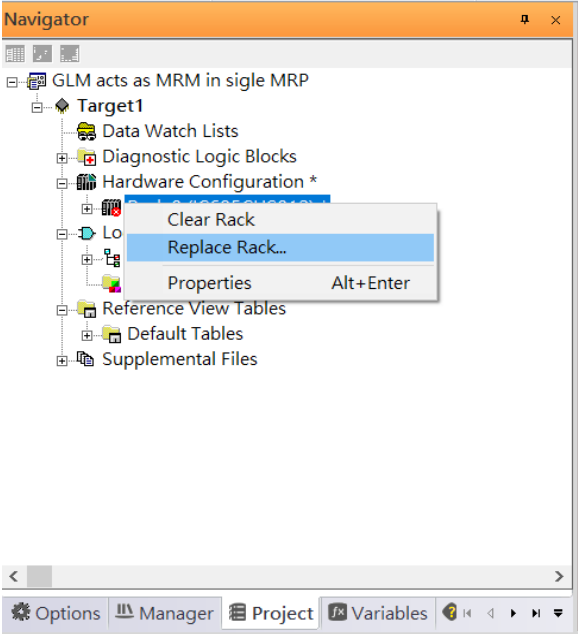 Navigator
GLM acts as MRM in sigle MRP
Target1
Data Watch Lists
Diagnostic Logic Blocks
Hardware Configuration *
Clear Rack
Lo
Replace Rack...
Properties Alt+Enter
Reference View Tables
Default Tables
Supplemental Files
Options Manager Project Variables